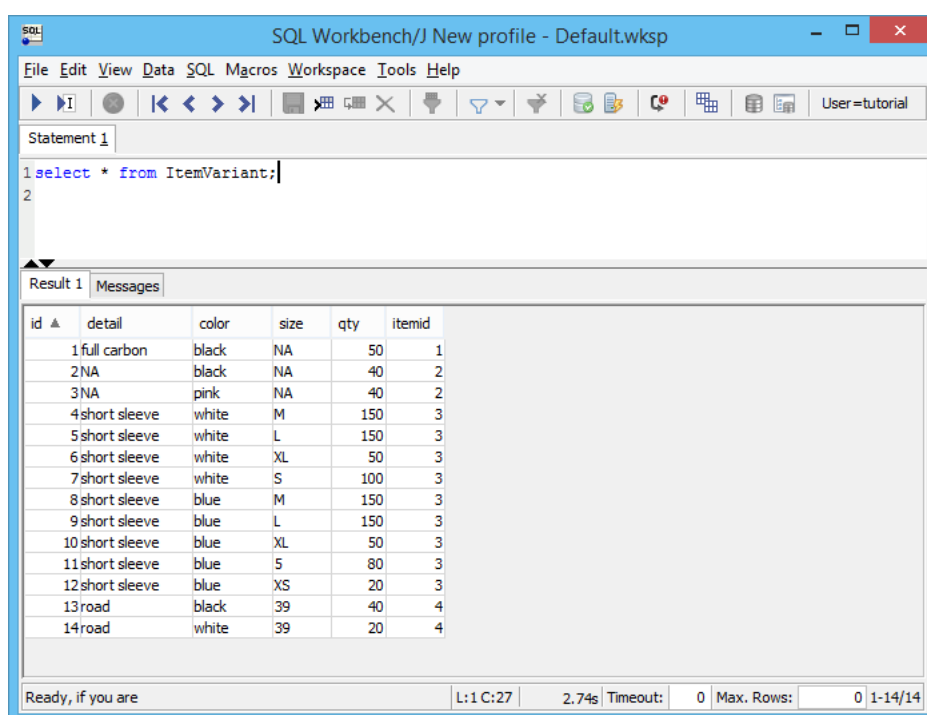 SQL
SQL Workbench/J New profile - Default.wksp
File Edit View Data SQL Macros Workspace Tools Help
User=tutorial
Statement 1
1 select * from ItemVariant;
2
Result 1 Messages
id detail color size qty itemid
1 full carbon black NA 50 1
2 NA black NA 40 2
3 NA pink NA 40 2
4 short sleeve white M 150 3
5 short sleeve white L 150 3
6 short sleeve white XL 50 3
7 short sleeve white S 100 3
8 short sleeve blue M 150 3
9 short sleeve blue L 150 3
10 short sleeve blue XL 50 3
11 short sleeve blue 5 80 3
12 short sleeve blue XS 20 3
13 road black 39 40 4
14 road white 39 20 4
Ready, if you are L:1 C:27 2.74s Timeout: 0 Max. Rows: 0 1-14/14